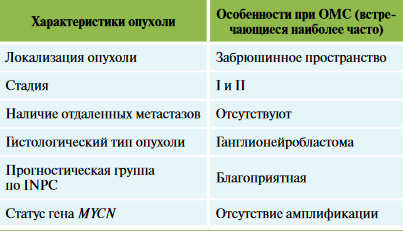 Характеристики опухоли
Особенности при ОМС (встре-
чающиеся наиболее часто)
Локализация опухоли
Забрюшинное пространство
Стадия
I и II
Наличие отдаленных метастазов
Отсутствуют
Гистологический тип опухоли
Ганглионейробластома
Прогностическая группа
по INPC
Благоприятная
Статус гена MYCN
Отсутствие амплификации